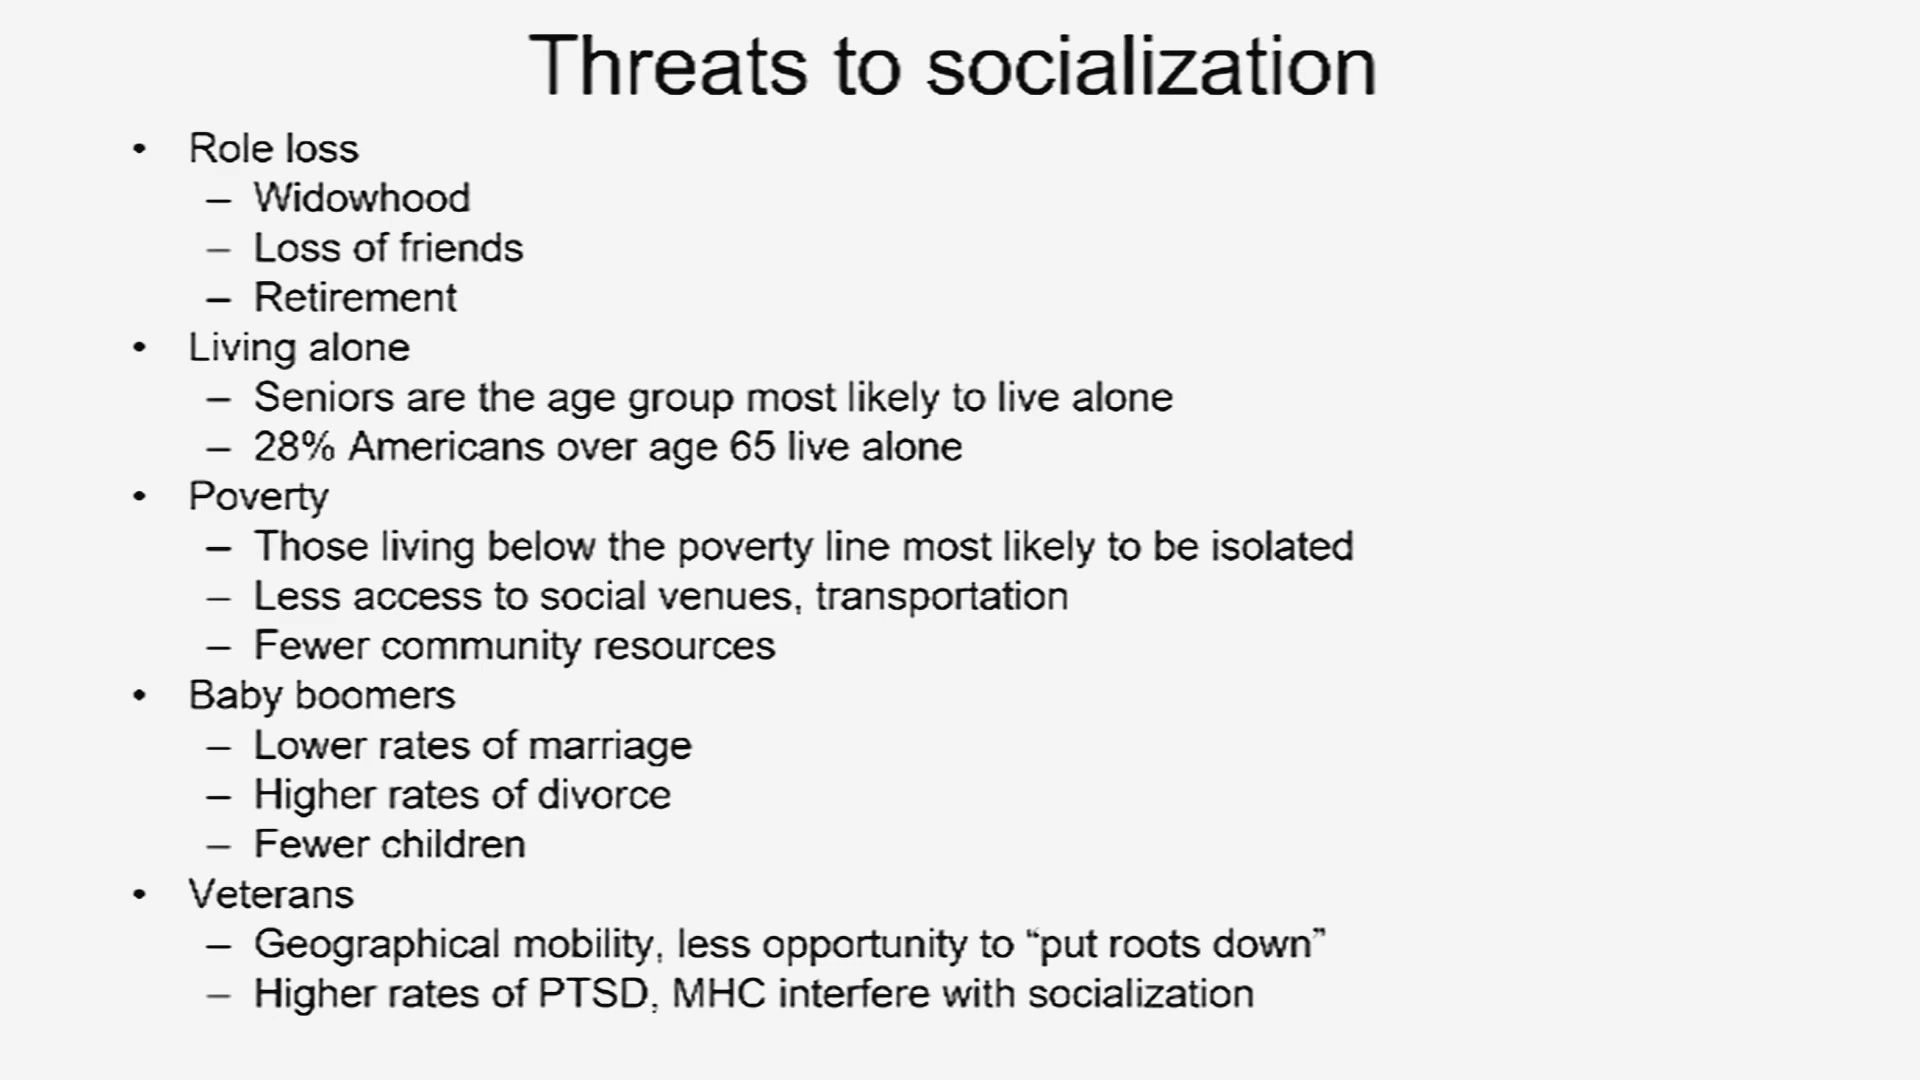 Threats to socialization
• Role loss
– Widowhood
– Loss of friends
– Retirement
• Living alone
– Seniors are the age group most likely to live alone
– 28% Americans over age 65 live alone
• Poverty
– Those living below the poverty line most likely to be isolated
– Less access to social venues, transportation
– Fewer community resources
• Baby boomers
– Lower rates of marriage
– Higher rates of divorce
– Fewer children
• Veterans
– Geographical mobility, less opportunity to “put roots down”
– Higher rates of PTSD, MHC interfere with socialization